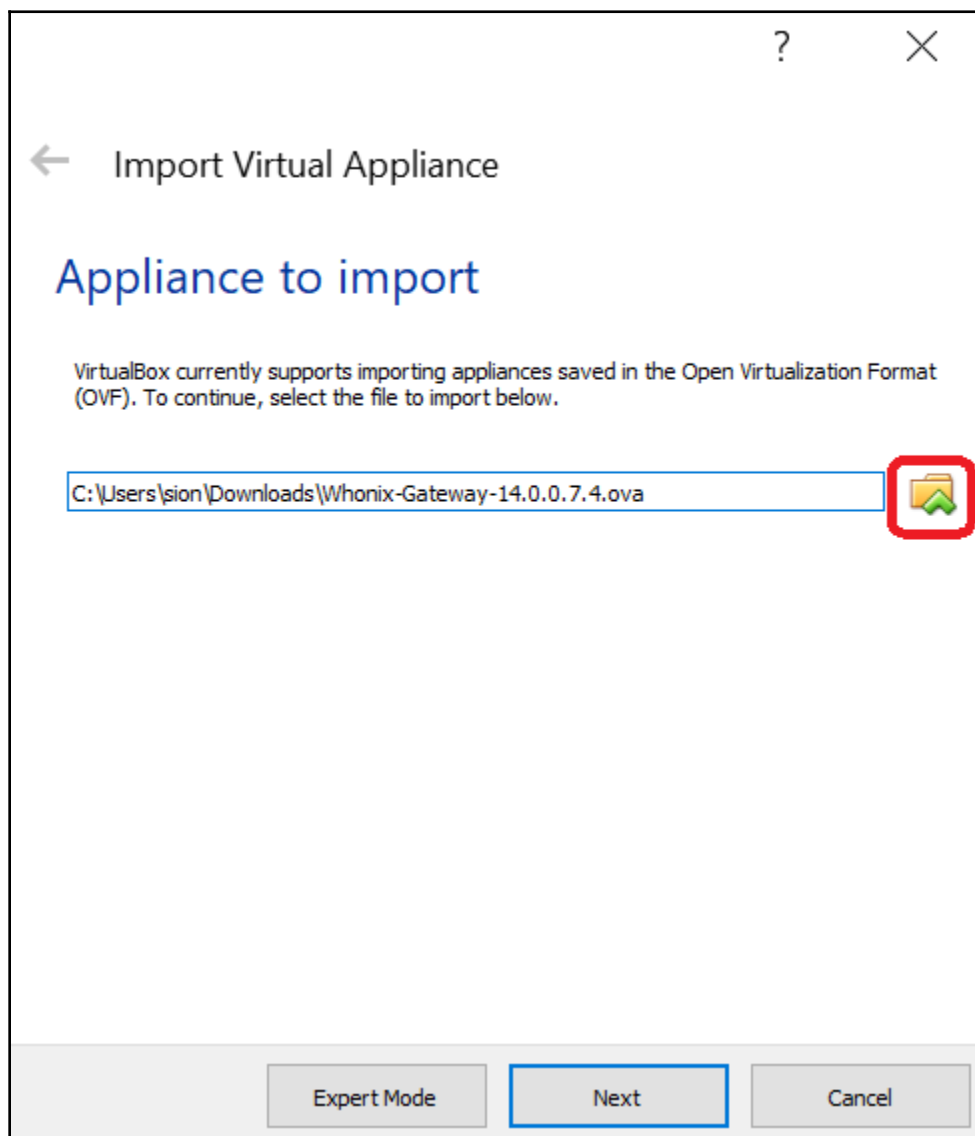 ?
Import Virtual Appliance
Appliance to import
VirtualBox currently supports importing appliances saved in the Open Virtualization Format
(OVF). To continue, select the file to import below.
C:\Users\sion\Downloads\Whonix-Gateway-14.0.0.7.4.ova
Expert Mode Next Cancel